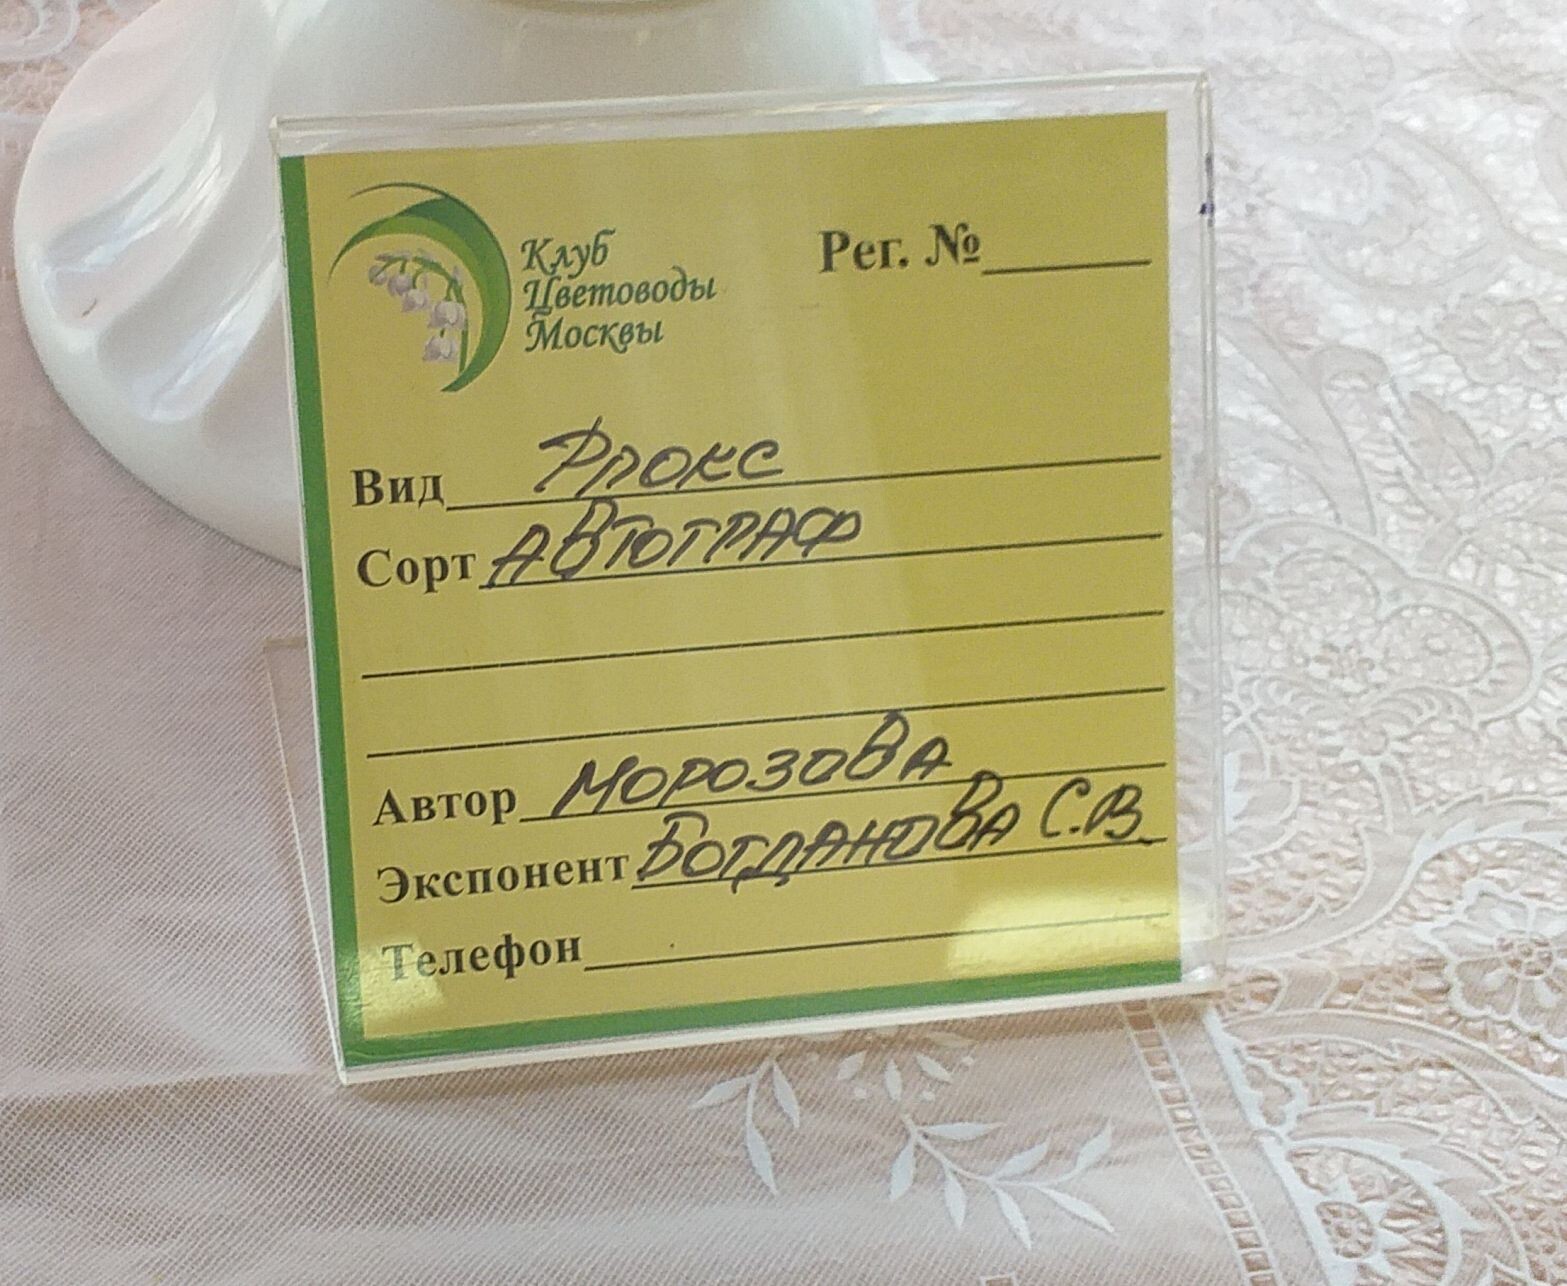 Клуб
Цветоводы
Москвы
Рег. №
Вид Флокс
Сорт Автограф
Автор Морозова
Экспонент Богданова С.В.
Телефон